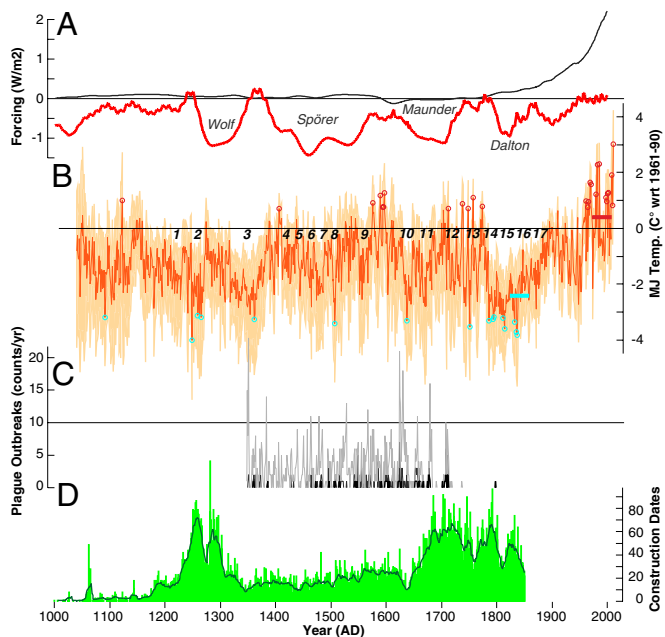 A
Forcing (W/m2)
2
1
0
-1
Wolf
Spörer
Maunder
Dalton
B
MJ Temp. (C° wrt 1961-90)
4
2
0
-2
-4
1 2 3 4 5 6 7 8 9 10 11 12 13 14 15 16 17
C
Plague Outbreaks (counts/yr)
20
15
10
5
0
D
Construction Dates
80
60
40
20
0
1000 1100 1200 1300 1400 1500 1600 1700 1800 1900 2000
Year (AD)